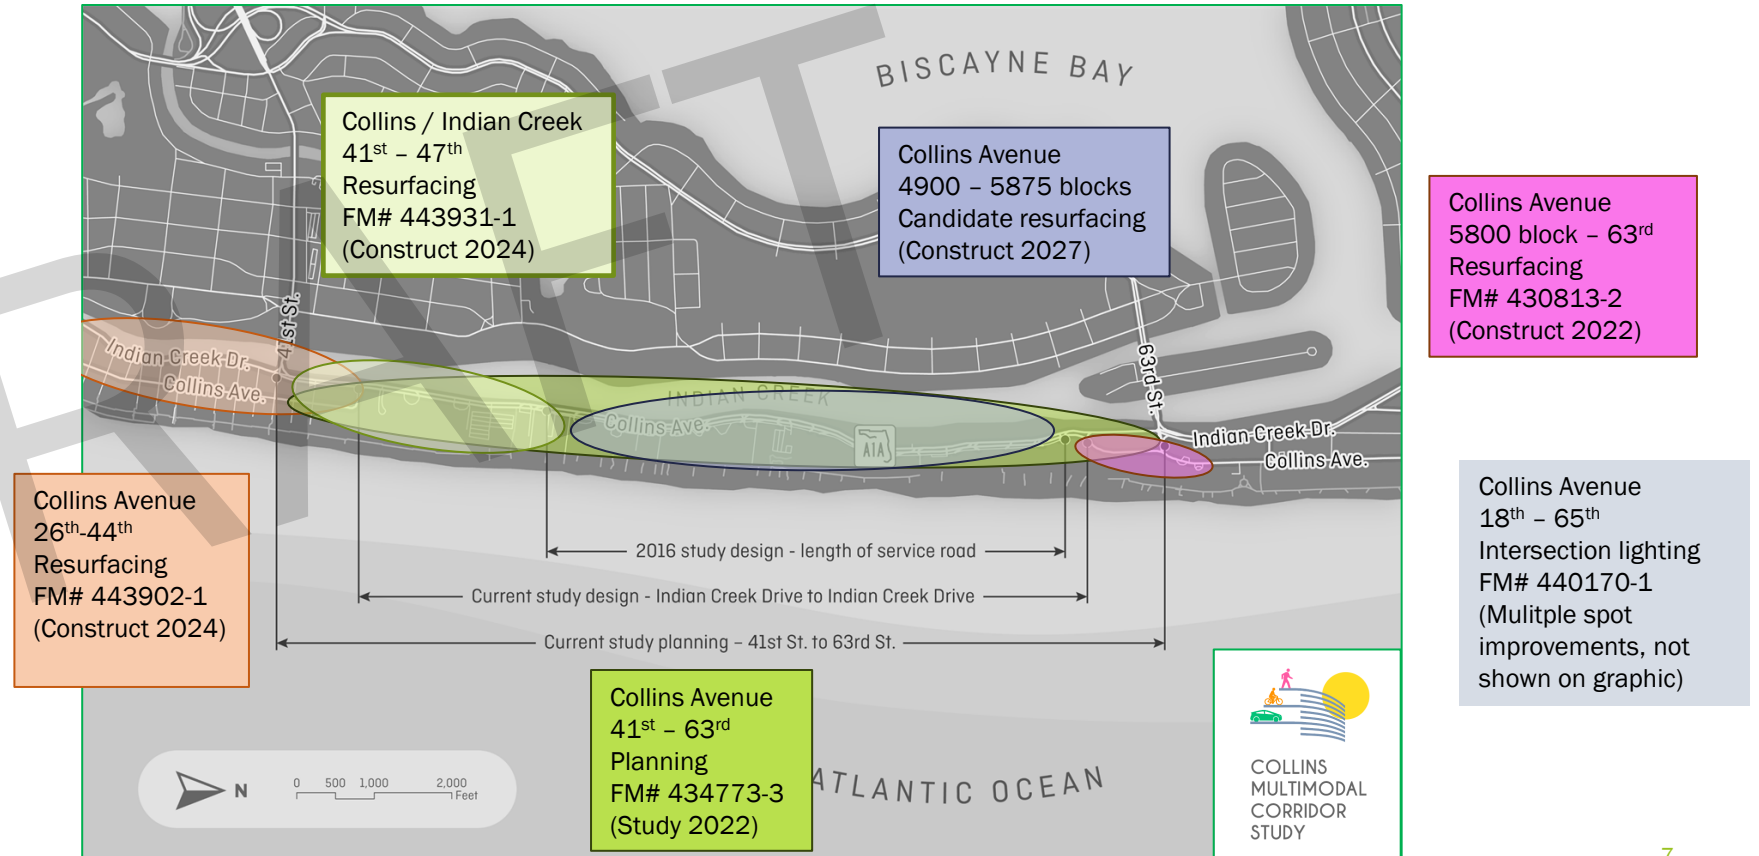 BISCAYNE BAY
Collins / Indian Creek
41st – 47th
Resurfacing
FM# 443931-1
(Construct 2024)
Collins Avenue
4900 – 5875 blocks
Candidate resurfacing
(Construct 2027)
Collins Avenue
5800 block – 63rd
Resurfacing
FM# 430813-2
(Construct 2022)
41st St.
63rd St.
Indian Creek Dr.
Collins Ave.
INDIAN CREEK
Collins Ave.
A1A
Indian Creek Dr.
Collins Ave.
Collins Avenue
26th-44th
Resurfacing
FM# 443902-1
(Construct 2024)
Collins Avenue
18th – 65th
Intersection lighting
FM# 440170-1
(Mulitple spot
improvements, not
shown on graphic)
2016 study design - length of service road
Current study design - Indian Creek Drive to Indian Creek Drive
Current study planning – 41st St. to 63rd St.
Collins Avenue
41st – 63rd
Planning
FM# 434773-3
(Study 2022)
ATLANTIC OCEAN
N
0 500 1,000 2,000
Feet
COLLINS
MULTIMODAL
CORRIDOR
STUDY
7
RAFT